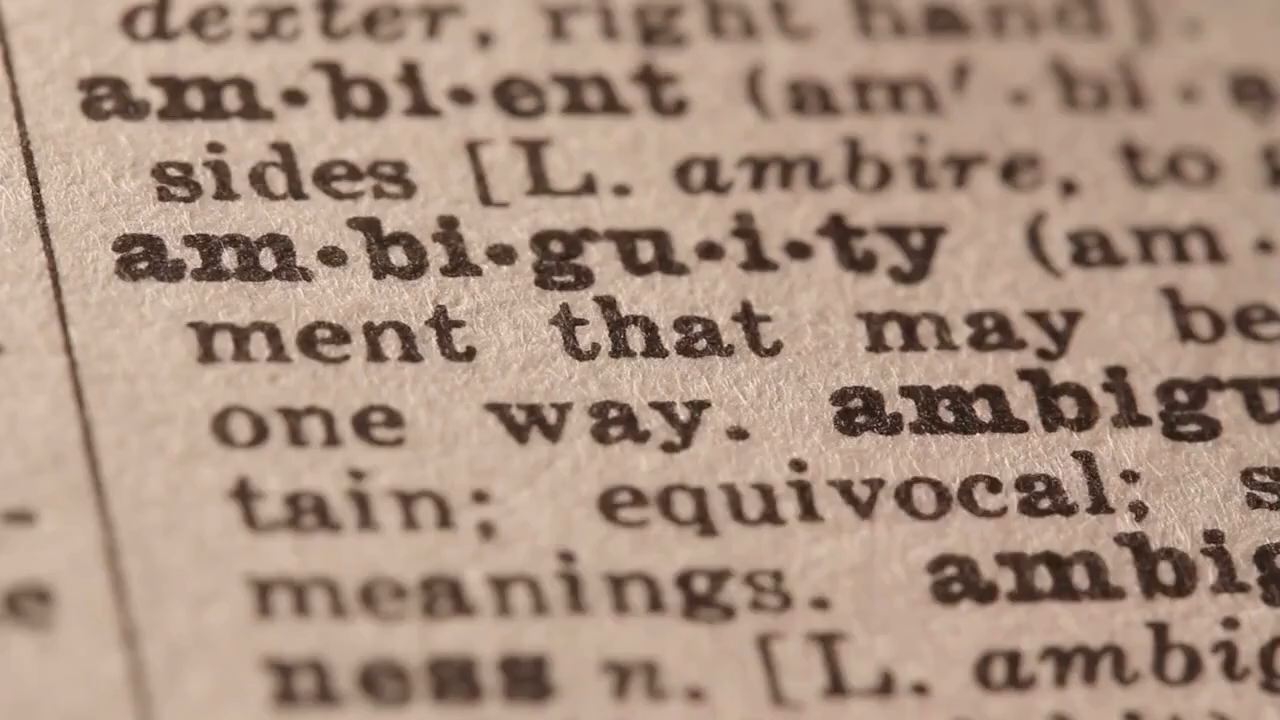 dexter, right hand].
am•bi•ent (am′ · bi · e
sides [L. ambire, to
am•bi•gu•i•ty (am ·
ment that may be
one way. ambigu
tain; equivocal; s
meanings. ambig
ness n. [L. ambig